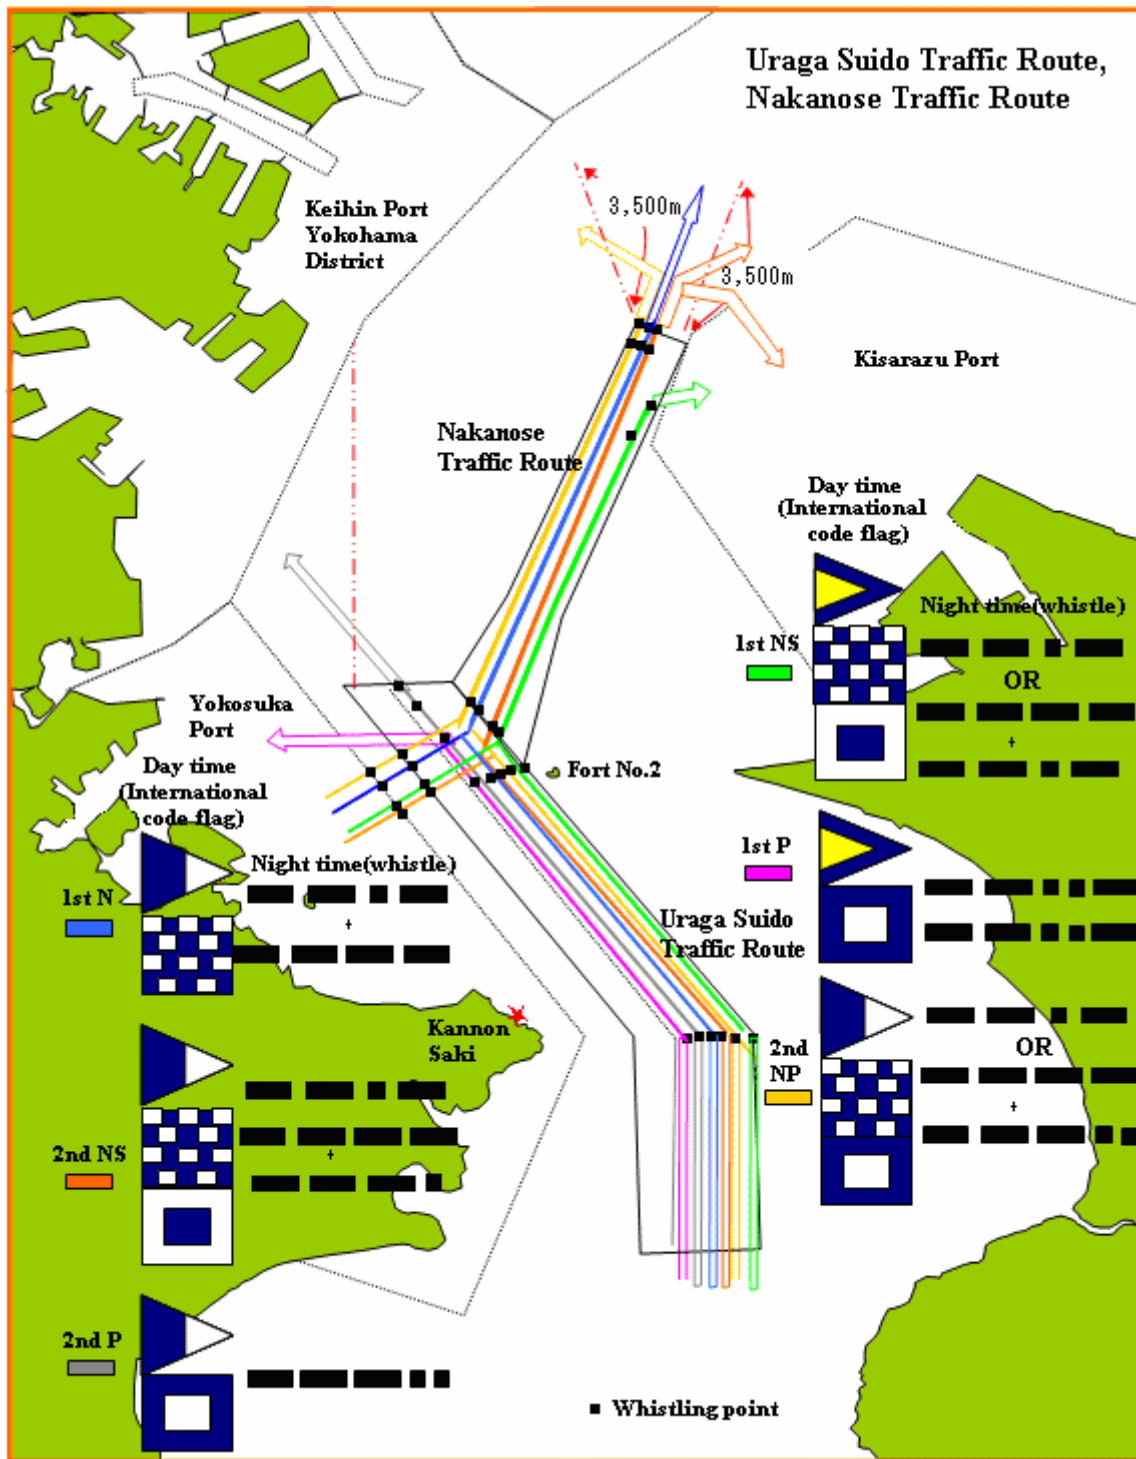 Uraga Suido Traffic Route,
Nakanose Traffic Route
Keihin Port
Yokohama
District
3,500m
3,500m
Kisarazu Port
Nakanose
Traffic Route
Day time
(International
code flag)
Night time(whistle)
1st NS
OR
+
Yokosuka
Port
Fort No.2
Day time
(International
code flag)
Night time(whistle)
1st N
+
1st P
Uraga Suido
Traffic Route
Kannon
Saki
2nd
NP
OR
+
2nd NS
+
2nd P
Whistling point